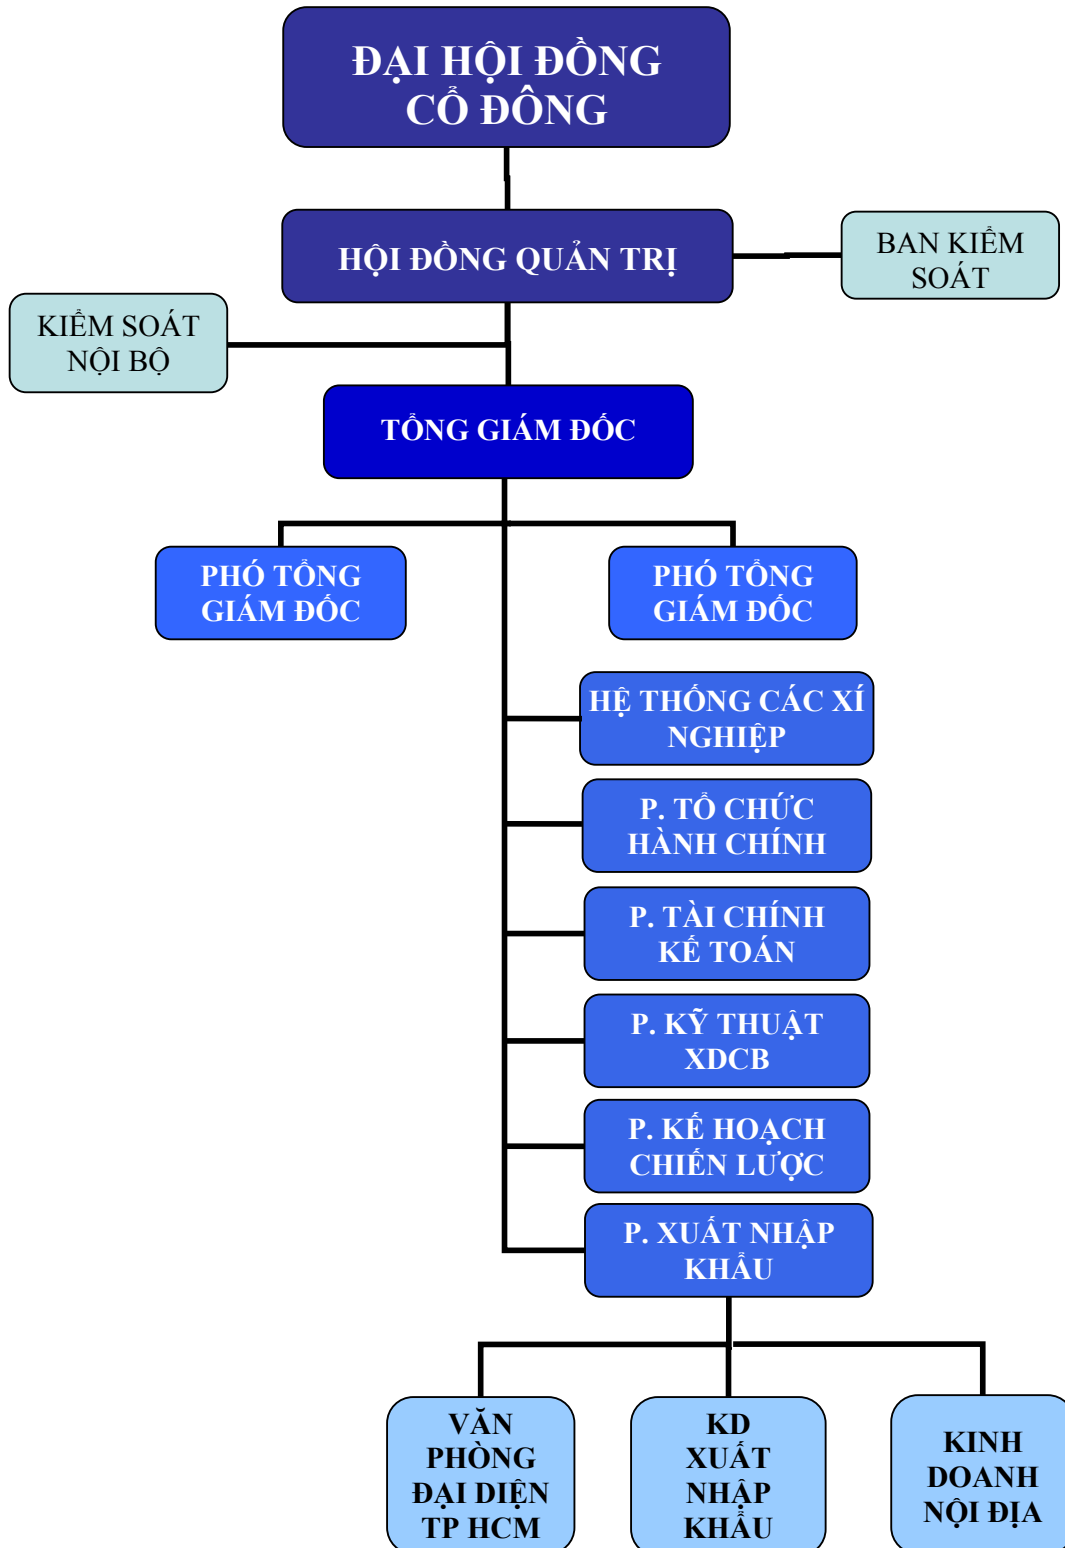 ĐẠI HỘI ĐỒNG
CỔ ĐÔNG
HỘI ĐỒNG QUẢN TRỊ
BAN KIỂM
SOÁT
KIỂM SOÁT
NỘI BỘ
TỔNG GIÁM ĐỐC
PHÓ TỔNG
GIÁM ĐỐC
PHÓ TỔNG
GIÁM ĐỐC
HỆ THỐNG CÁC XÍ
NGHIỆP
P. TỔ CHỨC
HÀNH CHÍNH
P. TÀI CHÍNH
KẾ TOÁN
P. KỸ THUẬT
XDCB
P. KẾ HOẠCH
CHIẾN LƯỢC
P. XUẤT NHẬP
KHẨU
VĂN
PHÒNG
ĐẠI DIỆN
TP HCM
KD
XUẤT
NHẬP
KHẨU
KINH
DOANH
NỘI ĐỊA